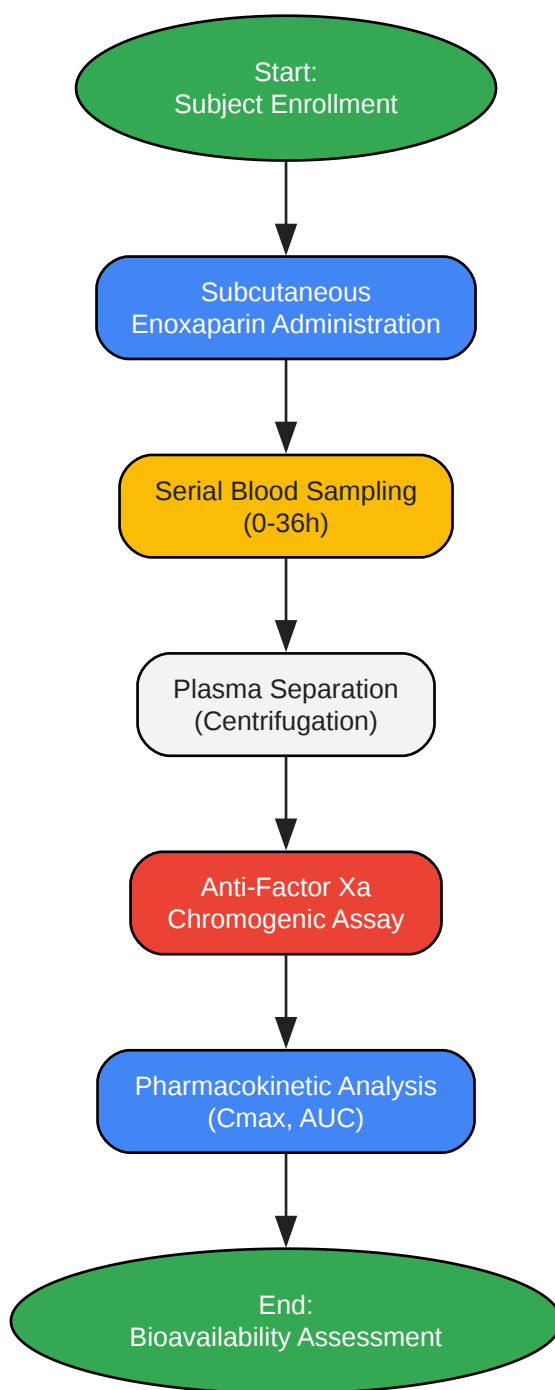 Start:
Subject Enrollment
Subcutaneous
Enoxaparin Administration
Serial Blood Sampling
(0-36h)
Plasma Separation
(Centrifugation)
Anti-Factor Xa
Chromogenic Assay
Pharmacokinetic Analysis
(Cmax, AUC)
End:
Bioavailability Assessment